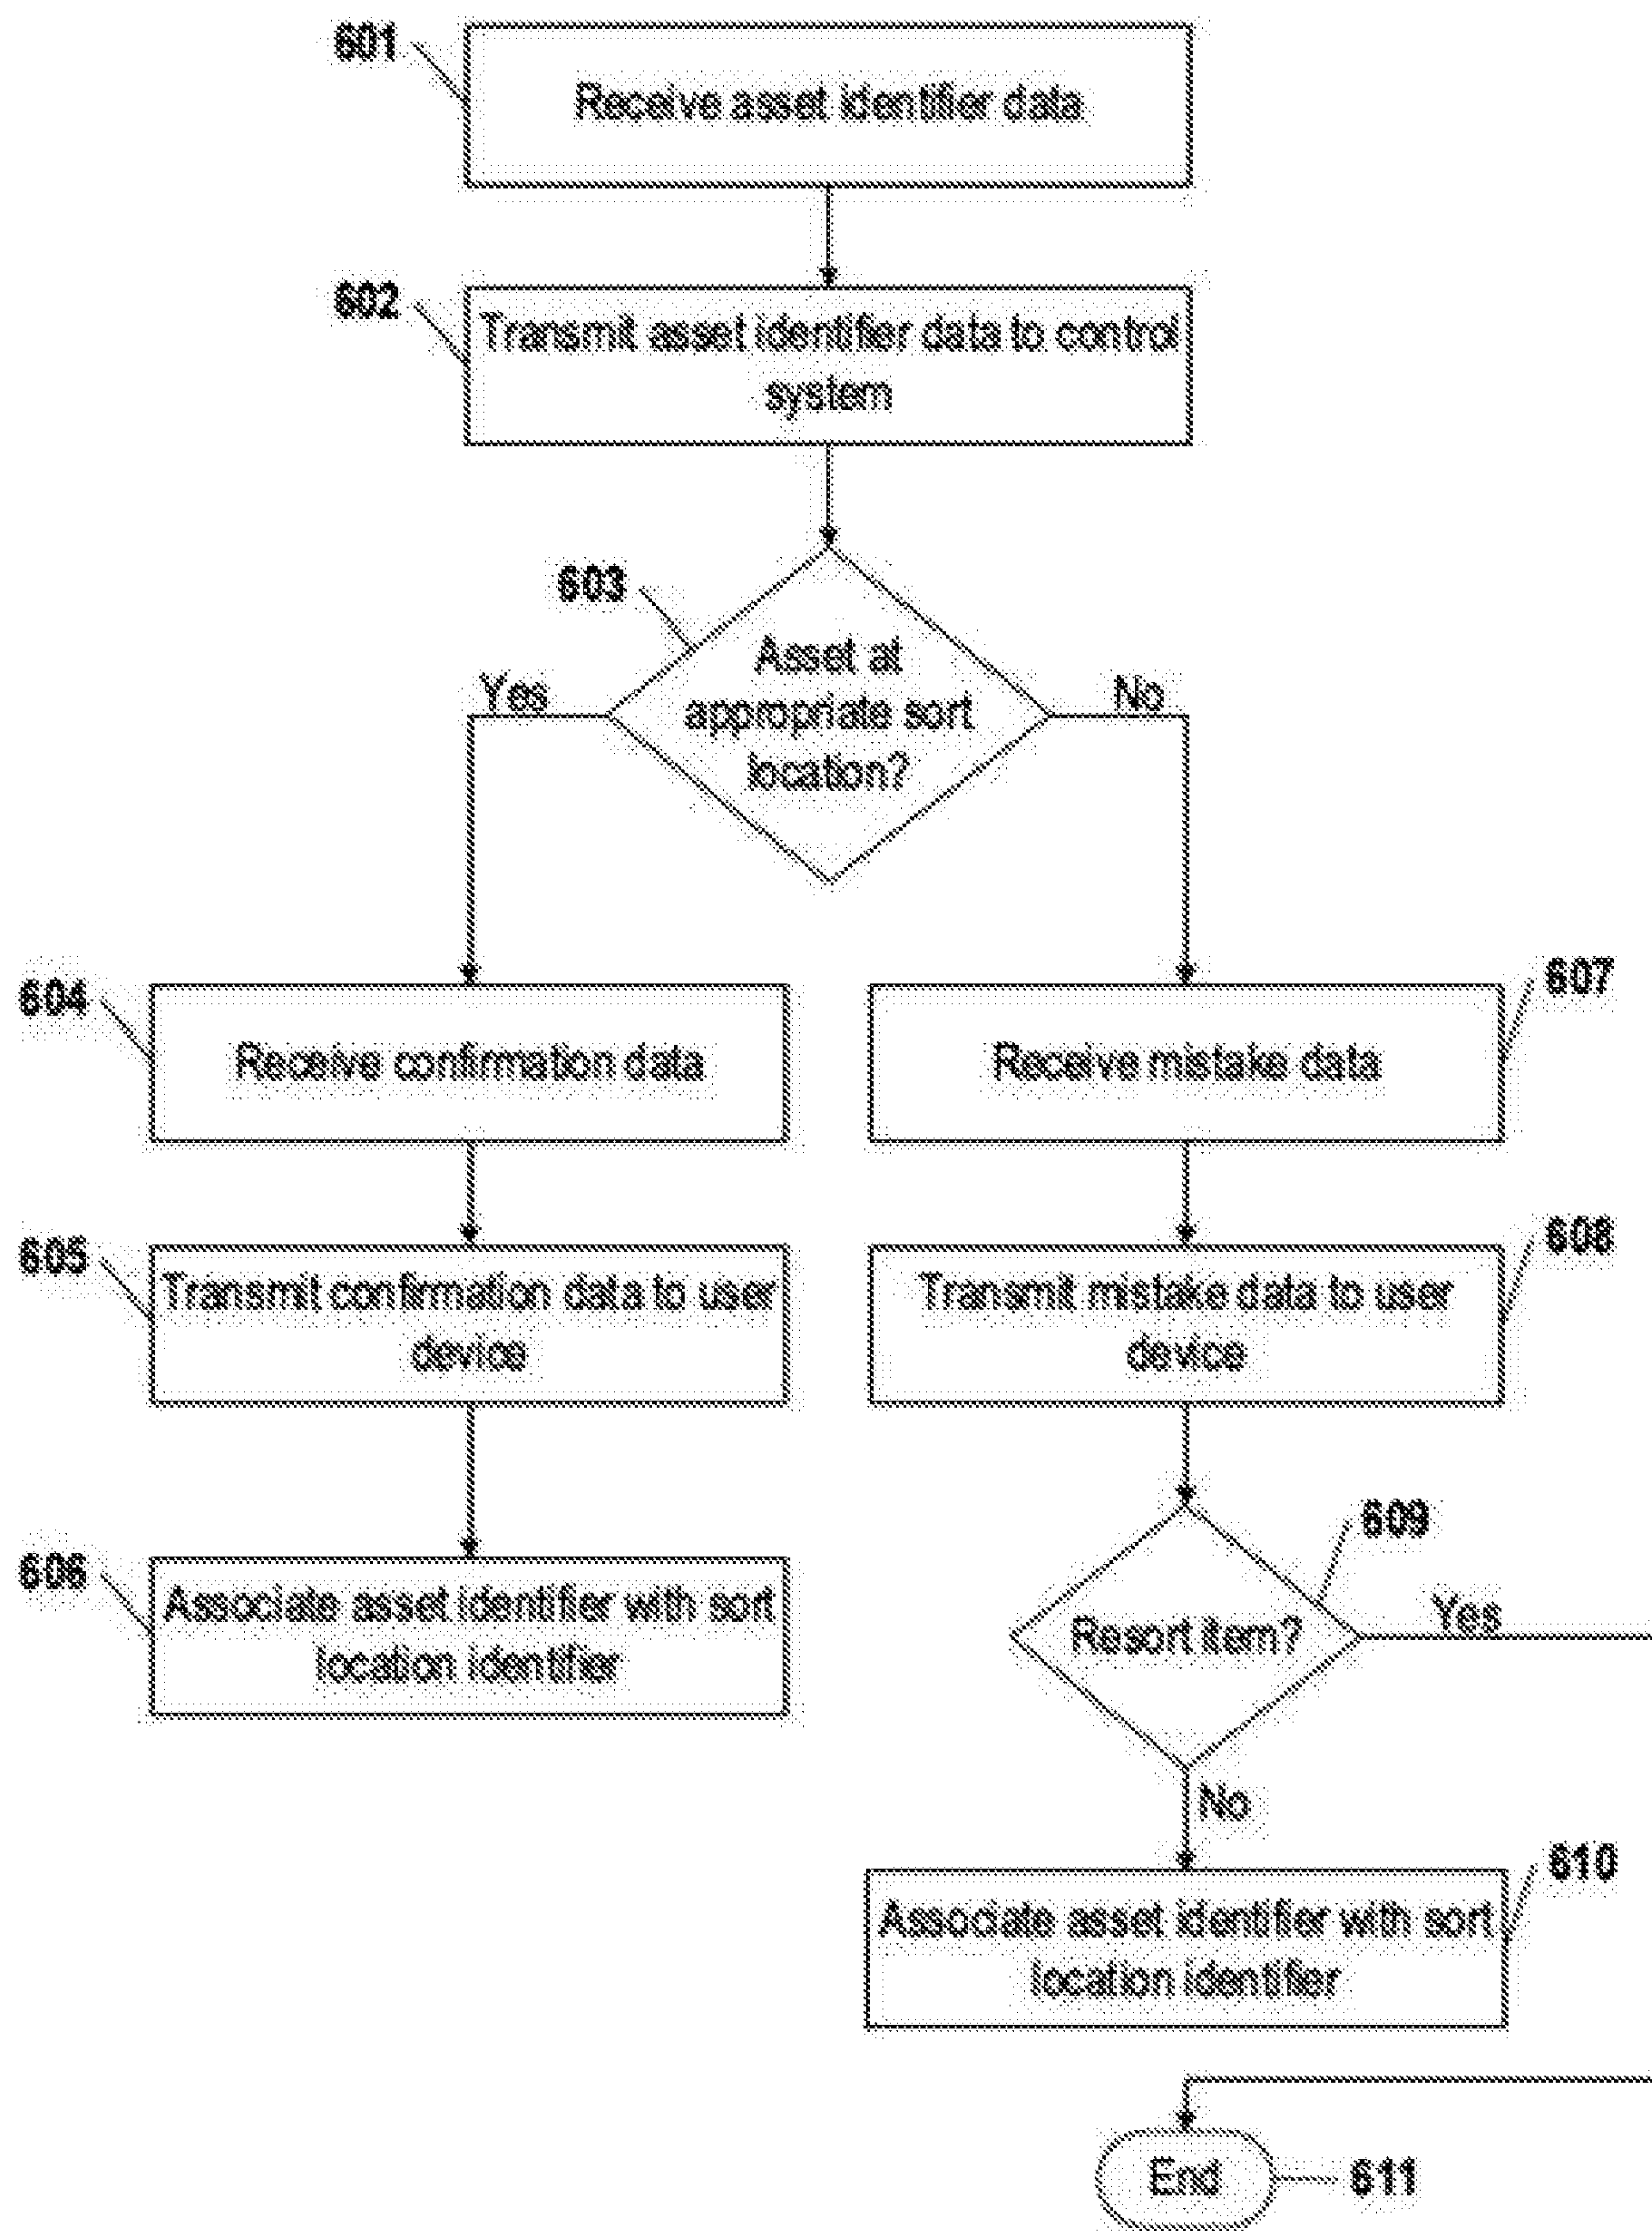 601
Receive asset identifier data
602
Transmit asset identifier data to control
system
603
Asset at
appropriate sort
location?
Yes
No
604
Receive confirmation data
607
Receive mistake data
605
Transmit confirmation data to user
device
608
Transmit mistake data to user
device
606
Associate asset identifier with sort
location identifier
609
Resort item?
Yes
No
610
Associate asset identifier with sort
location identifier
End
611